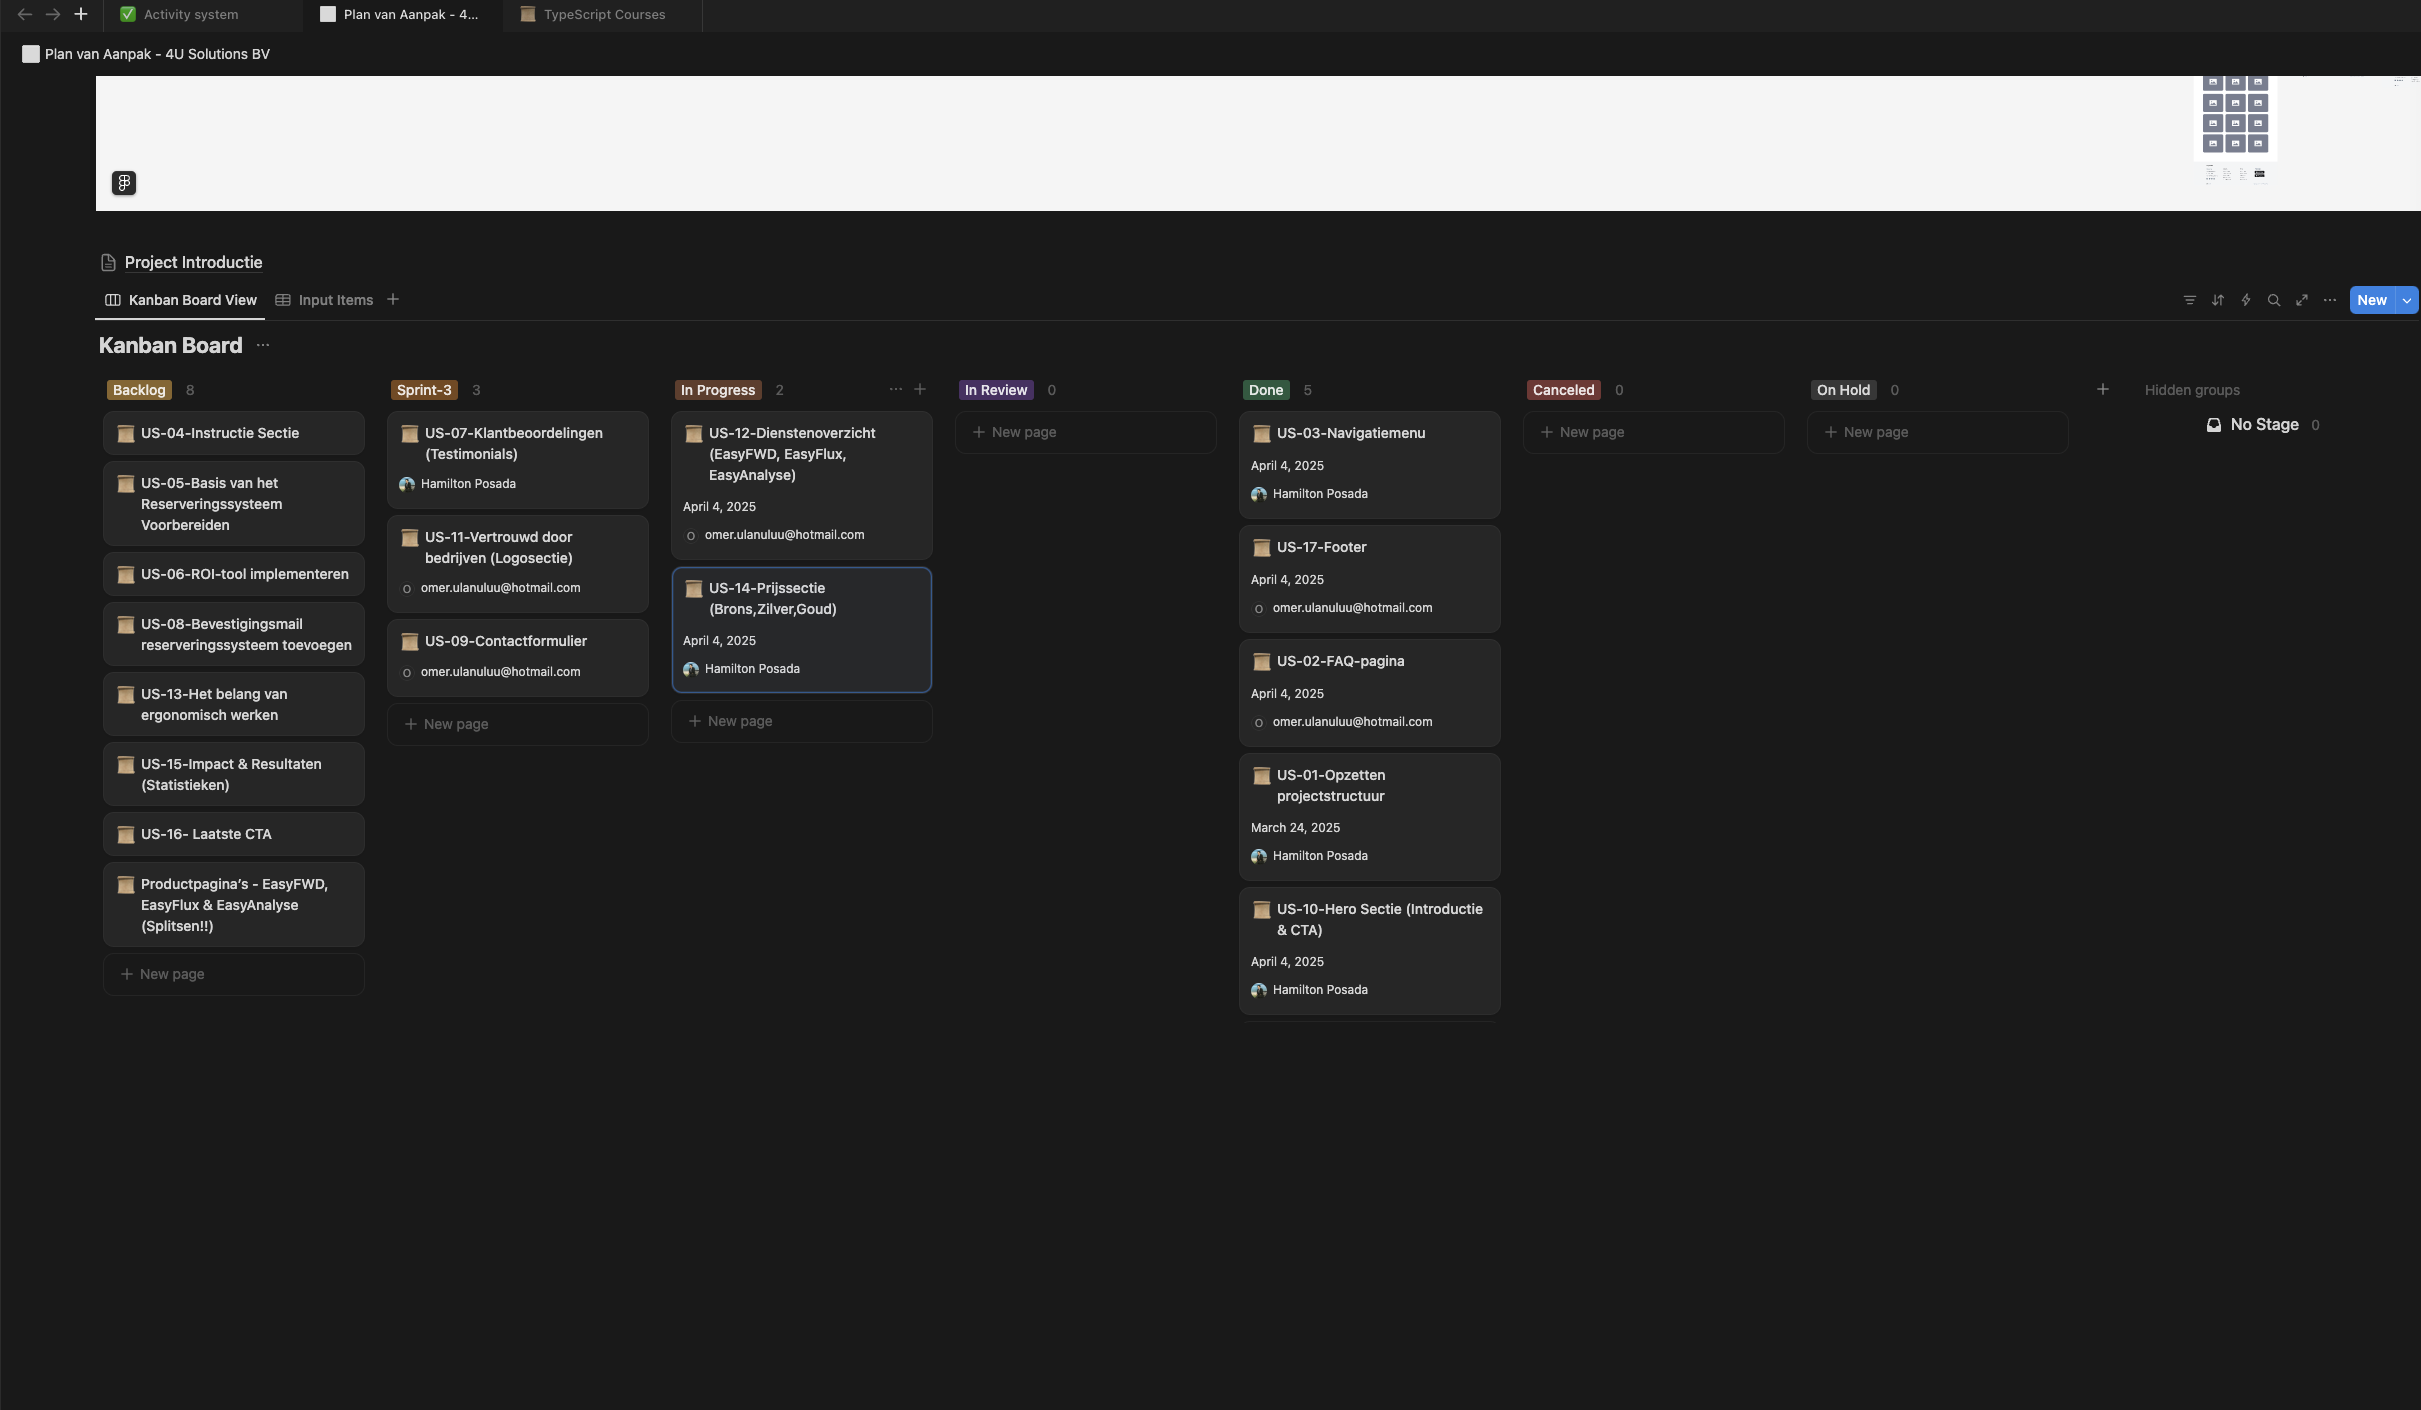 Activity system
Plan van Aanpak - 4...
TypeScript Courses
Plan van Aanpak - 4U Solutions BV
Project Introductie
Kanban Board View
Input Items
New
Kanban Board
Backlog 8
US-04-Instructie Sectie
US-05-Basis van het
Reserveringssysteem
Voorbereiden
US-06-ROI-tool implementeren
US-08-Bevestigingsmail
reserveringssysteem toevoegen
US-13-Het belang van
ergonomisch werken
US-15-Impact & Resultaten
(Statistieken)
US-16- Laatste CTA
Productpagina's - EasyFWD,
EasyFlux & EasyAnalyse
(Splitsen!!)
New page
Sprint-3 3
US-07-Klantbeoordelingen
(Testimonials)
Hamilton Posada
US-11-Vertrouwd door
bedrijven (Logosectie)
O omer.ulanuluu@hotmail.com
US-09-Contactformulier
O omer.ulanuluu@hotmail.com
New page
In Progress 2
US-12-Dienstenoverzicht
(EasyFWD, EasyFlux,
EasyAnalyse)
April 4, 2025
O omer.ulanuluu@hotmail.com
US-14-Prijssectie
(Brons,Zilver,Goud)
April 4, 2025
Hamilton Posada
New page
In Review 0
New page
Done 5
US-03-Navigatiemenu
April 4, 2025
Hamilton Posada
US-17-Footer
April 4, 2025
O omer.ulanuluu@hotmail.com
US-02-FAQ-pagina
April 4, 2025
O omer.ulanuluu@hotmail.com
US-01-Opzetten
projectstructuur
March 24, 2025
Hamilton Posada
US-10-Hero Sectie (Introductie
& CTA)
April 4, 2025
Hamilton Posada
Canceled 0
New page
On Hold 0
New page
Hidden groups
No Stage 0